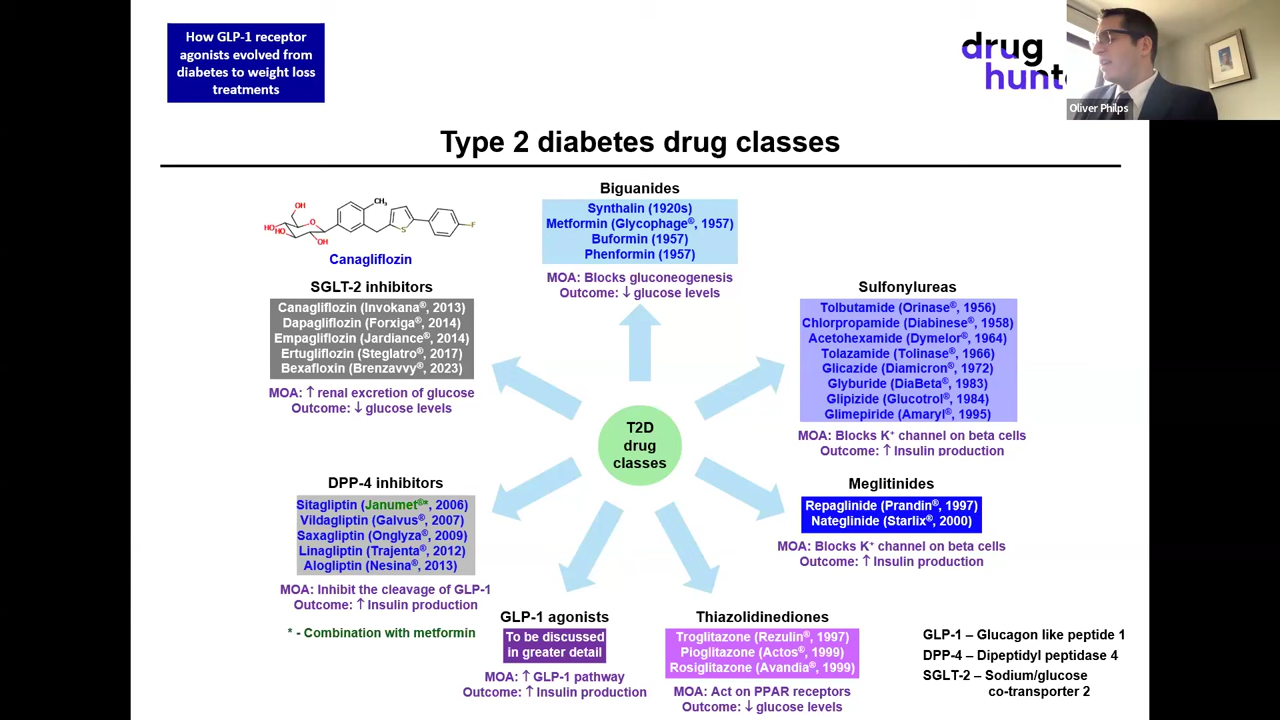 How GLP-1 receptor
agonists evolved from
diabetes to weight loss
treatments
drug
hunt
Oliver Philps
Type 2 diabetes drug classes
OH
HO
HO
O
OH
CH₃
S
F
Canagliflozin
Biguanides
Synthalin (1920s)
Metformin (Glycophage®, 1957)
Buformin (1957)
Phenformin (1957)
MOA: Blocks gluconeogenesis
Outcome: ↓ glucose levels
SGLT-2 inhibitors
Canagliflozin (Invokana®, 2013)
Dapagliflozin (Forxiga®, 2014)
Empagliflozin (Jardiance®, 2014)
Ertugliflozin (Steglatro®, 2017)
Bexafloxin (Brenzavvy®, 2023)
MOA: ↑ renal excretion of glucose
Outcome: ↓ glucose levels
Sulfonylureas
Tolbutamide (Orinase®, 1956)
Chlorpropamide (Diabinese®, 1958)
Acetohexamide (Dymelor®, 1964)
Tolazamide (Tolinase®, 1966)
Glicazide (Diamicron®, 1972)
Glyburide (DiaBeta®, 1983)
Glipizide (Glucotrol®, 1984)
Glimepiride (Amaryl®, 1995)
MOA: Blocks K⁺ channel on beta cells
Outcome: ↑ Insulin production
T2D
drug
classes
DPP-4 inhibitors
Sitagliptin (Janumet®*, 2006)
Vildagliptin (Galvus®, 2007)
Saxagliptin (Onglyza®, 2009)
Linagliptin (Trajenta®, 2012)
Alogliptin (Nesina®, 2013)
MOA: Inhibit the cleavage of GLP-1
Outcome: ↑ Insulin production
* - Combination with metformin
Meglitinides
Repaglinide (Prandin®, 1997)
Nateglinide (Starlix®, 2000)
MOA: Blocks K⁺ channel on beta cells
Outcome: ↑ Insulin production
GLP-1 agonists
To be discussed
in greater detail
MOA: ↑ GLP-1 pathway
Outcome: ↑ Insulin production
Thiazolidinediones
Troglitazone (Rezulin®, 1997)
Pioglitazone (Actos®, 1999)
Rosiglitazone (Avandia®, 1999)
MOA: Act on PPAR receptors
Outcome: ↓ glucose levels
GLP-1 – Glucagon like peptide 1
DPP-4 – Dipeptidyl peptidase 4
SGLT-2 – Sodium/glucose
co-transporter 2